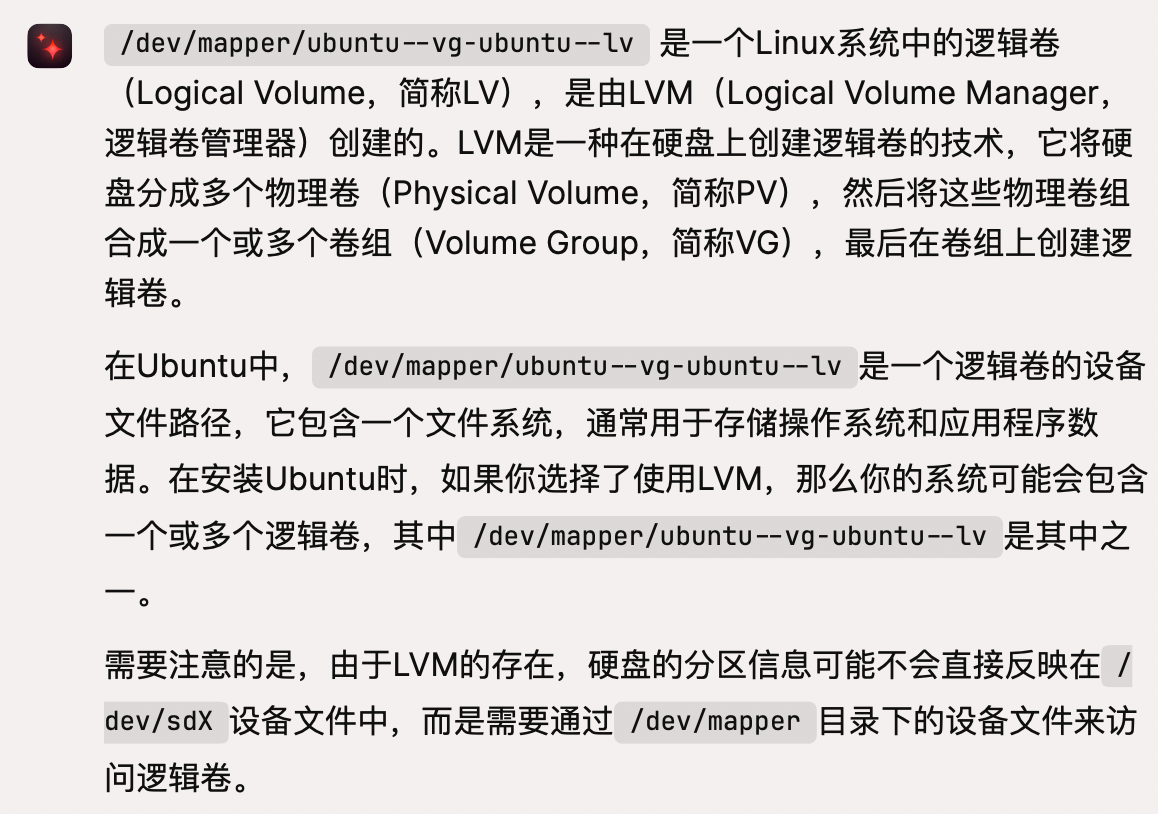 /dev/mapper/ubuntu--vg-ubuntu--lv 是一个Linux系统中的逻辑卷
（Logical Volume，简称LV），是由LVM（Logical Volume Manager，
逻辑卷管理器）创建的。LVM是一种在硬盘上创建逻辑卷的技术，它将硬
盘分成多个物理卷（Physical Volume，简称PV），然后将这些物理卷组
合成一个或多个卷组（Volume Group，简称VG），最后在卷组上创建逻
辑卷。
在Ubuntu中， /dev/mapper/ubuntu--vg-ubuntu--lv 是一个逻辑卷的设备
文件路径，它包含一个文件系统，通常用于存储操作系统和应用程序数
据。在安装Ubuntu时，如果你选择了使用LVM，那么你的系统可能会包含
一个或多个逻辑卷，其中 /dev/mapper/ubuntu--vg-ubuntu--lv 是其中之
一。
需要注意的是，由于LVM的存在，硬盘的分区信息可能不会直接反映在 /
dev/sdX 设备文件中，而是需要通过 /dev/mapper 目录下的设备文件来访
问逻辑卷。